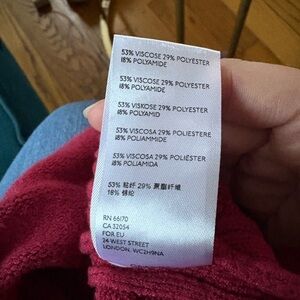 53% VISCOSE 29% POLYESTER
18% POLYAMIDE
53% VISCOSE 29% POLYESTER
18% POLYAMIDE
53% VISKOSE 29% POLYESTER
18% POLYAMID
53% VISCOSA 29% POLIESTERE
18% POLIAMMIDE
53% VISCOSA 29% POLIÉSTER
18% POLIAMIDA
53% 粘纤 29% 聚酯纤维
18% 锦纶
RN 66170
CA 32054
FOR EU
24 WEST STREET
LONDON, WC2H9NA